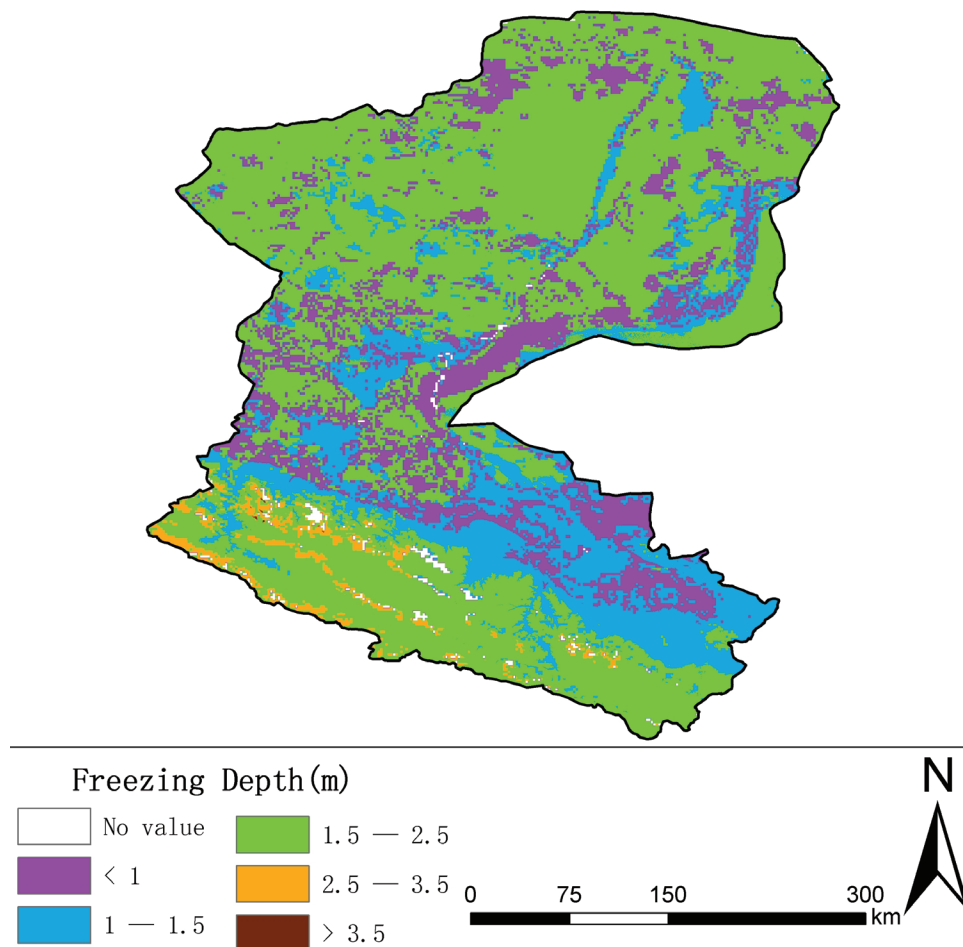 Freezing Depth(m)
No value
< 1
1 — 1.5
1.5 — 2.5
2.5 — 3.5
> 3.5
N
0 75 150 300
km